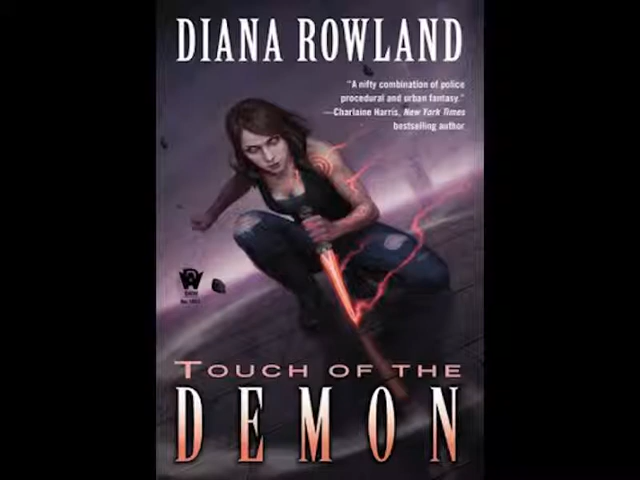 DIANA ROWLAND
"A nifty combination of police
procedural and urban fantasy."
—Charlaine Harris, New York Times
bestselling author
DAW
TOUCH OF THE
DEMON